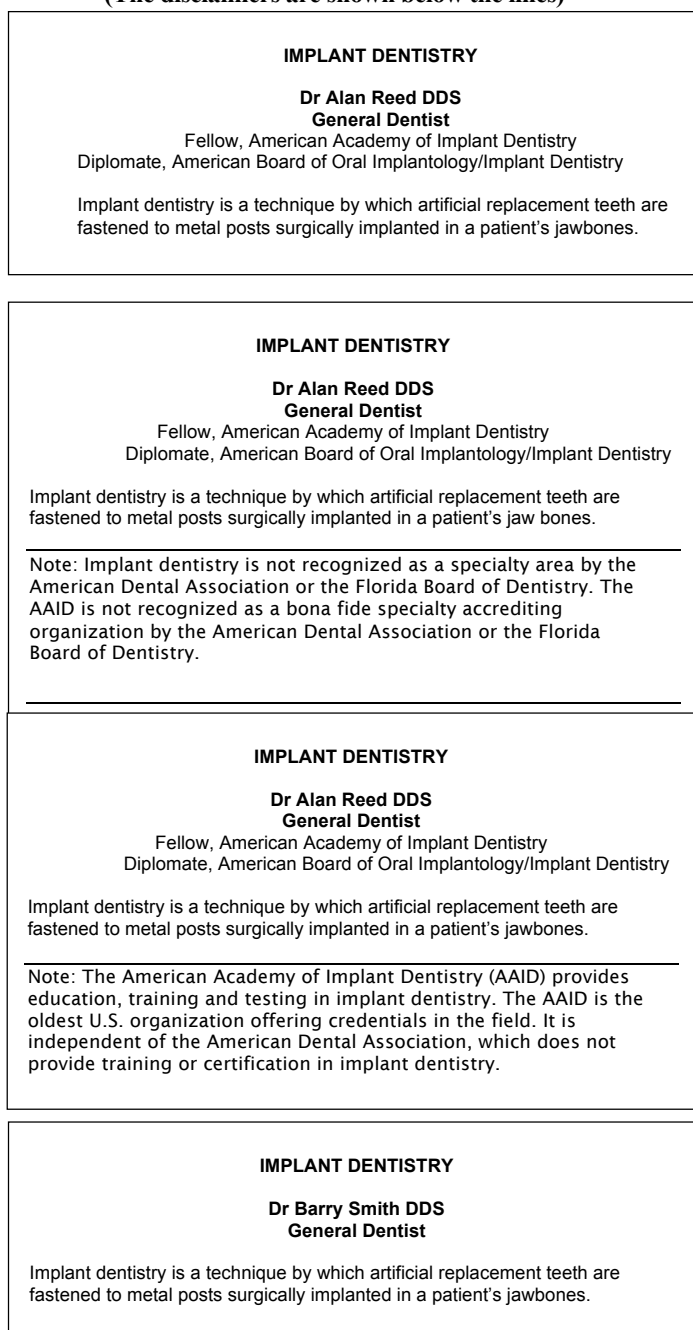 (The disclaimers are shown below the lines)
IMPLANT DENTISTRY
Dr Alan Reed DDS
General Dentist
Fellow, American Academy of Implant Dentistry
Diplomate, American Board of Oral Implantology/Implant Dentistry
Implant dentistry is a technique by which artificial replacement teeth are
fastened to metal posts surgically implanted in a patient's jawbones.
IMPLANT DENTISTRY
Dr Alan Reed DDS
General Dentist
Fellow, American Academy of Implant Dentistry
Diplomate, American Board of Oral Implantology/Implant Dentistry
Implant dentistry is a technique by which artificial replacement teeth are
fastened to metal posts surgically implanted in a patient's jaw bones.
Note: Implant dentistry is not recognized as a specialty area by the
American Dental Association or the Florida Board of Dentistry. The
AAID is not recognized as a bona fide specialty accrediting
organization by the American Dental Association or the Florida
Board of Dentistry.
IMPLANT DENTISTRY
Dr Alan Reed DDS
General Dentist
Fellow, American Academy of Implant Dentistry
Diplomate, American Board of Oral Implantology/Implant Dentistry
Implant dentistry is a technique by which artificial replacement teeth are
fastened to metal posts surgically implanted in a patient's jawbones.
Note: The American Academy of Implant Dentistry (AAID) provides
education, training and testing in implant dentistry. The AAID is the
oldest U.S. organization offering credentials in the field. It is
independent of the American Dental Association, which does not
provide training or certification in implant dentistry.
IMPLANT DENTISTRY
Dr Barry Smith DDS
General Dentist
Implant dentistry is a technique by which artificial replacement teeth are
fastened to metal posts surgically implanted in a patient's jawbones.